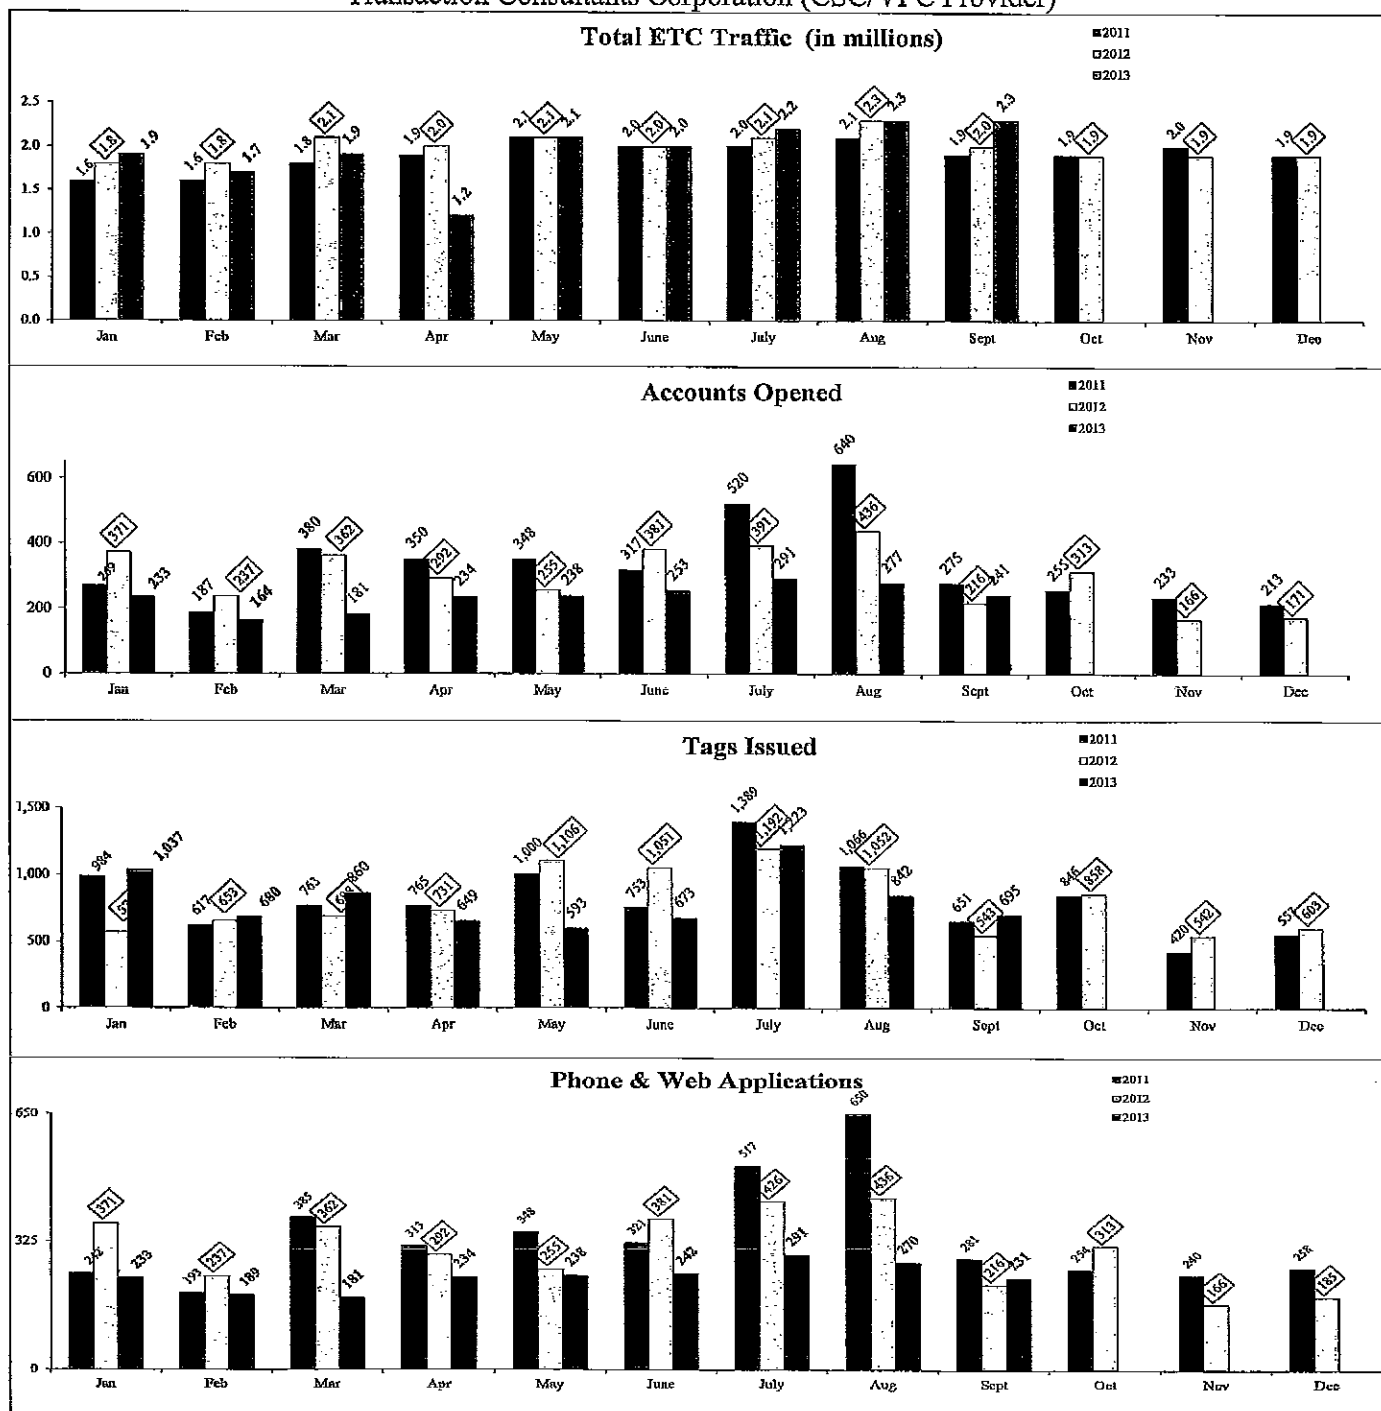 Transaction Consultants Corporation (CSC/VPC Provider)
Total ETC Traffic (in millions)
2011
2012
2013
2.5
2.0
1.5
1.0
0.5
0.0
1.6 1.8 1.9 1.6 1.8 1.7 1.8 2.1 1.9 1.9 2.0 1.2 2.1 2.1 2.1 2.0 2.0 2.0 2.0 2.1 2.2 2.1 2.3 2.3 1.9 2.0 2.3 1.9 1.9 2.0 1.9 1.9 1.9
Jan Feb Mar Apr May June July Aug Sept Oct Nov Dec
Accounts Opened
2011
2012
2013
600
400
200
0
269 371 233 187 237 164 380 362 181 350 292 234 348 255 238 317 381 253 520 391 291 640 436 277 275 216 241 255 313 233 166 213 171
Jan Feb Mar Apr May June July Aug Sept Oct Nov Dec
Tags Issued
2011
2012
2013
1,500
1,000
500
0
984 1,037 617 653 680 763 860 765 731 649 1,000 1,106 593 753 1,051 673 1,389 1,192 1,223 1,066 1,052 842 651 543 695 846 858 420 542 557 603
Jan Feb Mar Apr May June July Aug Sept Oct Nov Dec
Phone & Web Applications
2011
2012
2013
650
325
0
371 233 193 237 189 385 362 181 313 292 234 348 255 238 321 381 242 517 426 291 650 436 270 281 216 231 254 313 240 166 258 185
Jan Feb Mar Apr May June July Aug Sept Oct Nov Dec